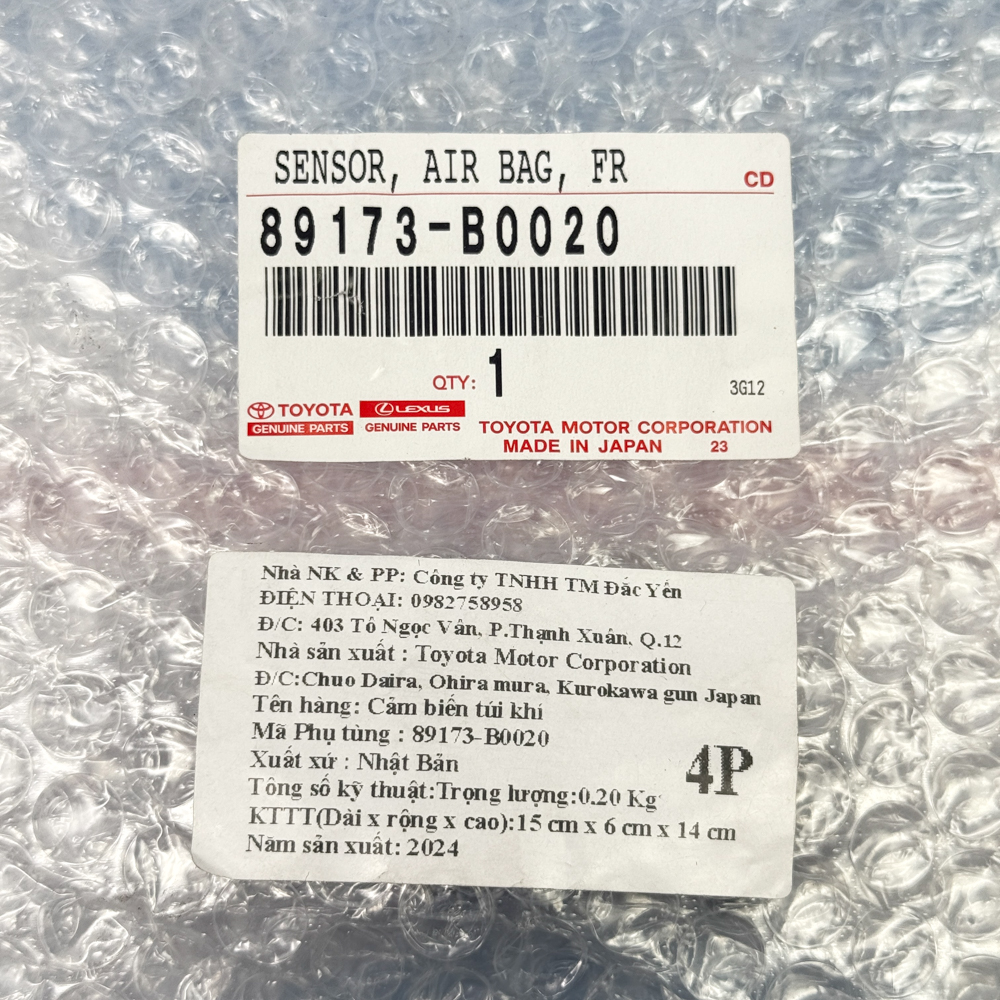 SENSOR, AIR BAG, FR
CD
89173-B0020
QTY: 1
3G12
TOYOTA LEXUS
GENUINE PARTS GENUINE PARTS
TOYOTA MOTOR CORPORATION
MADE IN JAPAN 23
Nhà NK & PP: Công ty TNHH TM Đắc Yến
ĐIỆN THOẠI: 0982758958
Đ/C: 403 Tô Ngọc Vân, P.Thạnh Xuân, Q.12
Nhà sản xuất : Toyota Motor Corporation
Đ/C:Chuo Daira, Ohira mura, Kurokawa gun Japan
Tên hàng: Cảm biến túi khí
Mã Phụ tùng : 89173-B0020
Xuất xứ : Nhật Bản
4P
Tông số kỹ thuật:Trọng lượng:0.20 Kg
KTTT(Dài x rộng x cao):15 cm x 6 cm x 14 cm
Năm sản xuất: 2024